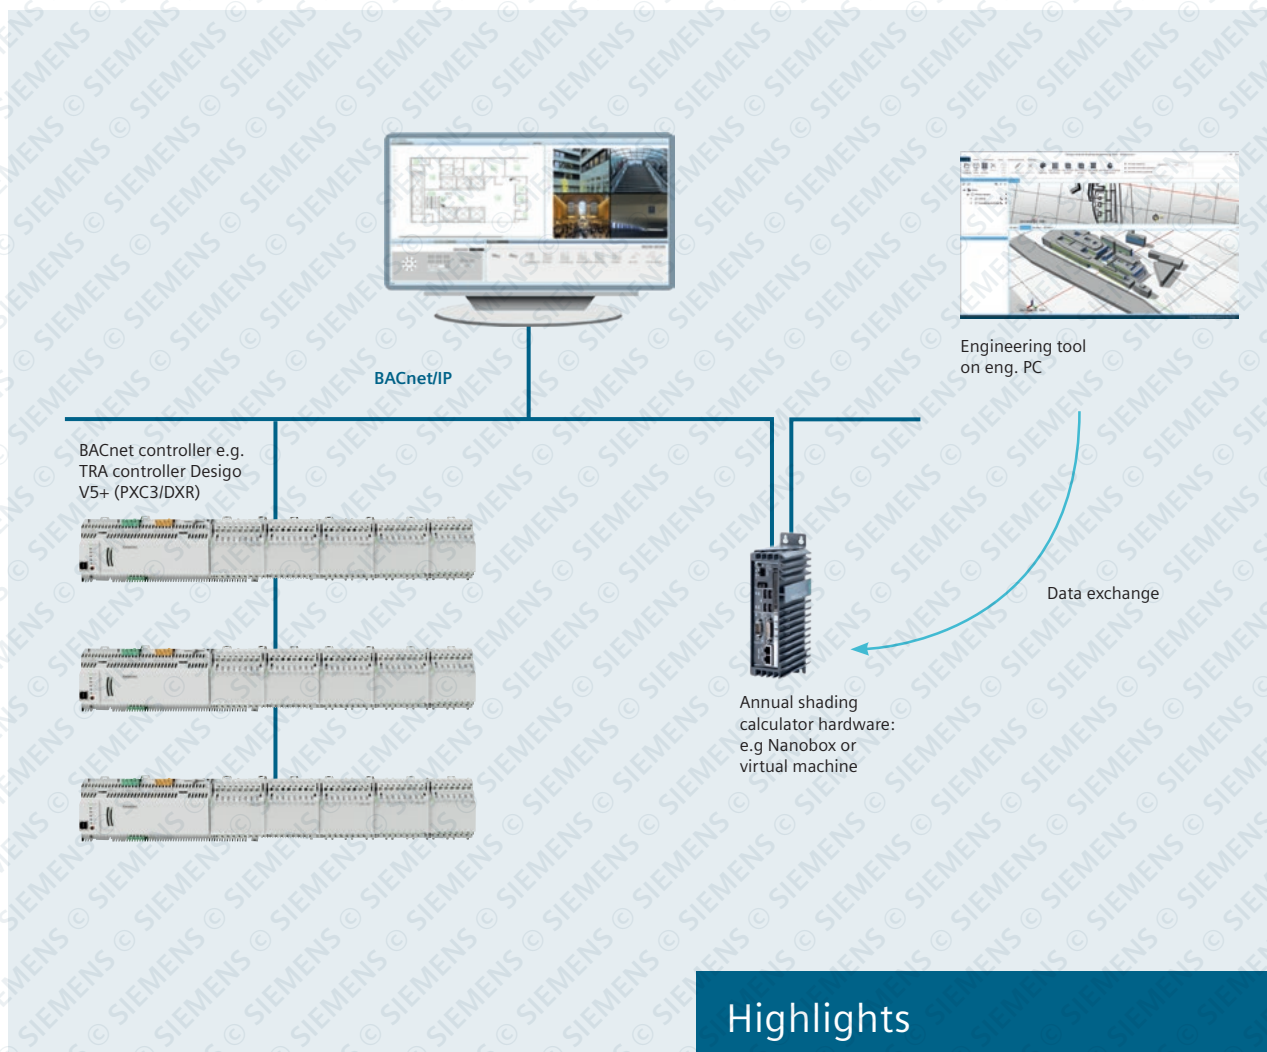 BACnet/IP
Engineering tool
on eng. PC
BACnet controller e.g.
TRA controller Desigo
V5+ (PXC3/DXR)
Data exchange
Annual shading
calculator hardware:
e.g Nanobox or
virtual machine
Highlights
© SIEMENS